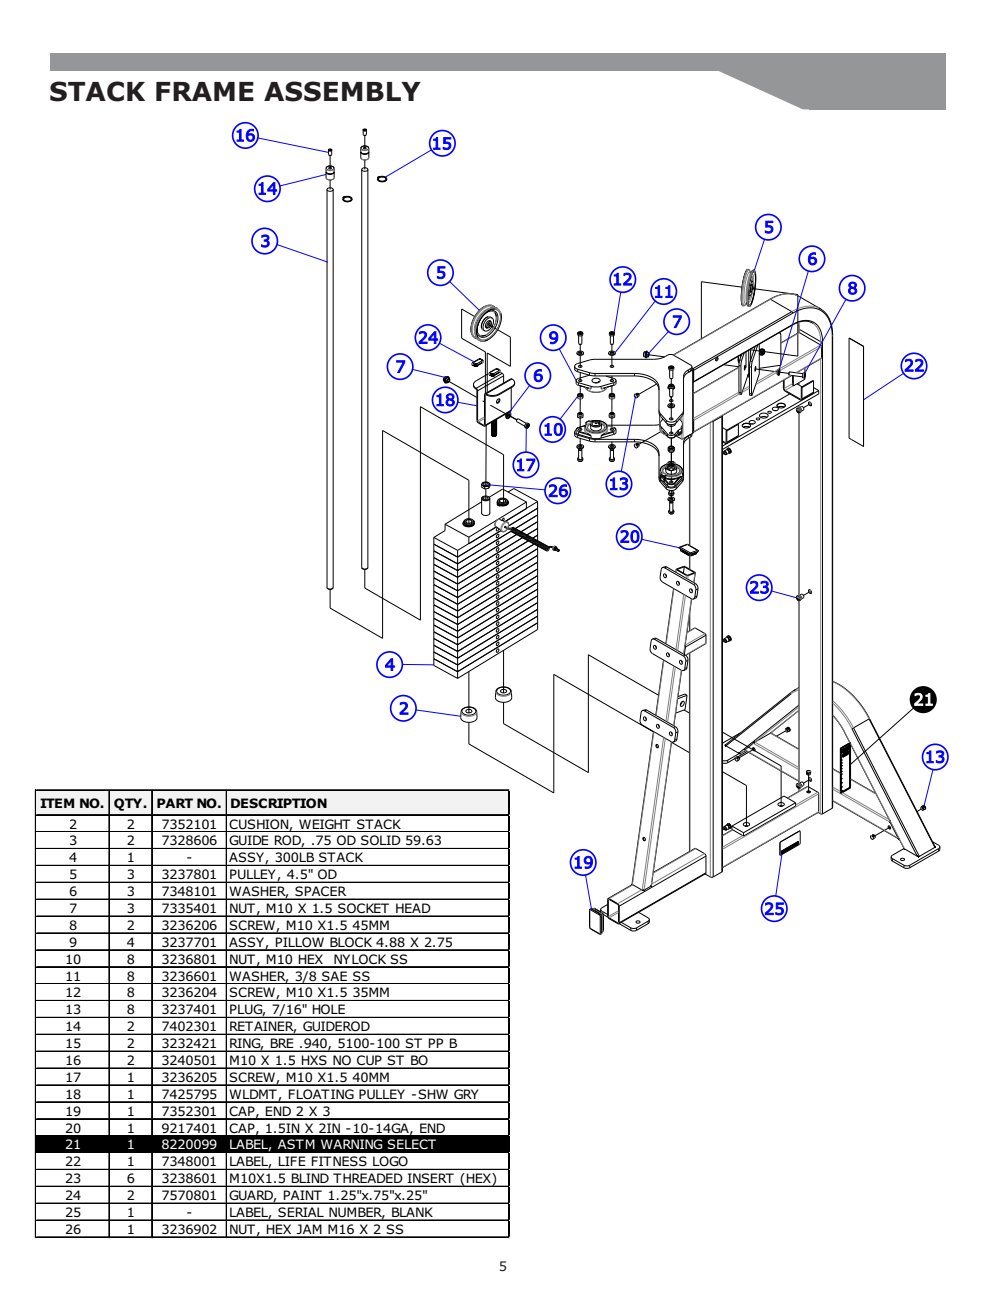 STACK FRAME ASSEMBLY
16
15
14
3
5
5
6
12
8
11
7
9
24
7
6
22
18
10
17
13
26
20
23
4
21
2
13
19
25
ITEM NO. QTY. PART NO. DESCRIPTION
2 2 7352101 CUSHION, WEIGHT STACK
3 2 7328606 GUIDE ROD, .75 OD SOLID 59.63
4 1 - ASSY, 300LB STACK
5 3 3237801 PULLEY, 4.5" OD
6 3 7348101 WASHER, SPACER
7 3 7335401 NUT, M10 X 1.5 SOCKET HEAD
8 2 3236206 SCREW, M10 X1.5 45MM
9 4 3237701 ASSY, PILLOW BLOCK 4.88 X 2.75
10 8 3236801 NUT, M10 HEX NYLOCK SS
11 8 3236601 WASHER, 3/8 SAE SS
12 8 3236204 SCREW, M10 X1.5 35MM
13 8 3237401 PLUG, 7/16" HOLE
14 2 7402301 RETAINER, GUIDEROD
15 2 3232421 RING, BRE .940, 5100-100 ST PP B
16 2 3240501 M10 X 1.5 HXS NO CUP ST BO
17 1 3236205 SCREW, M10 X1.5 40MM
18 1 7425795 WLDMT, FLOATING PULLEY -SHW GRY
19 1 7352301 CAP, END 2 X 3
20 1 9217401 CAP, 1.5IN X 2IN -10-14GA, END
21 1 8220099 LABEL, ASTM WARNING SELECT
22 1 7348001 LABEL, LIFE FITNESS LOGO
23 6 3238601 M10X1.5 BLIND THREADED INSERT (HEX)
24 2 7570801 GUARD, PAINT 1.25"x.75"x.25"
25 1 - LABEL, SERIAL NUMBER, BLANK
26 1 3236902 NUT, HEX JAM M16 X 2 SS
5